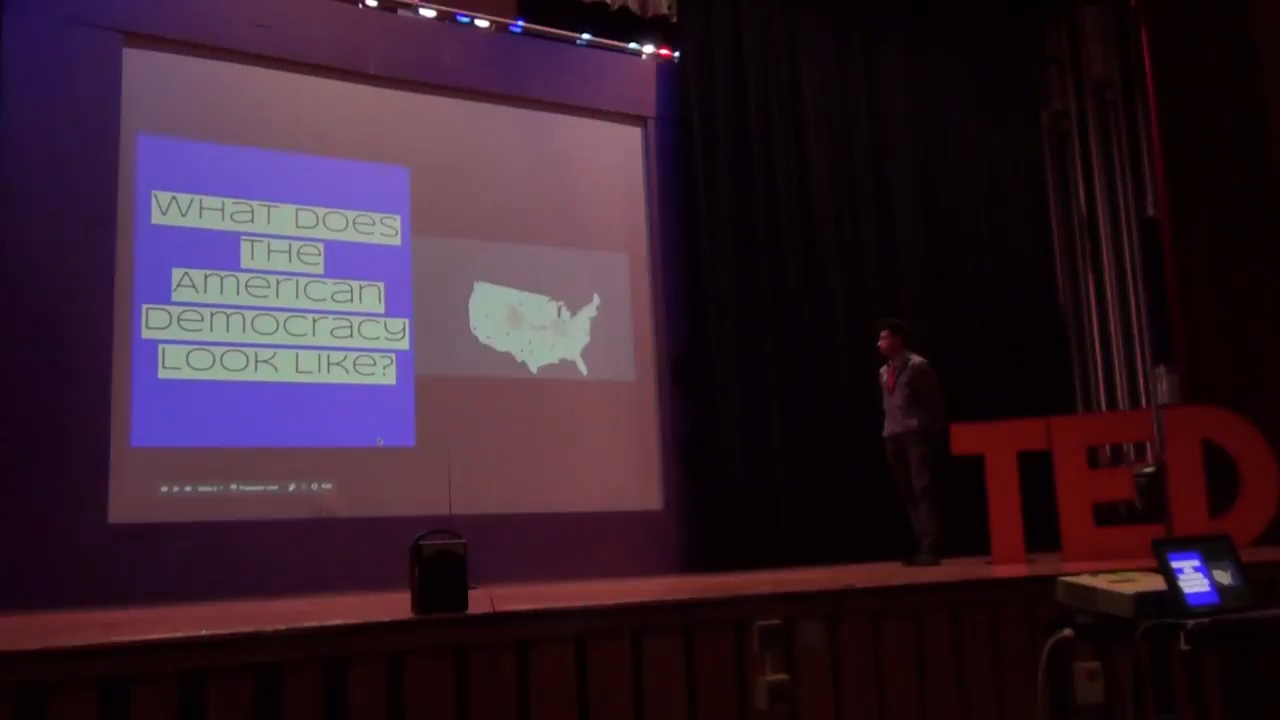 WHaT DOES
THe
AmerICan
Democracy
LOOK LIKe?
TED